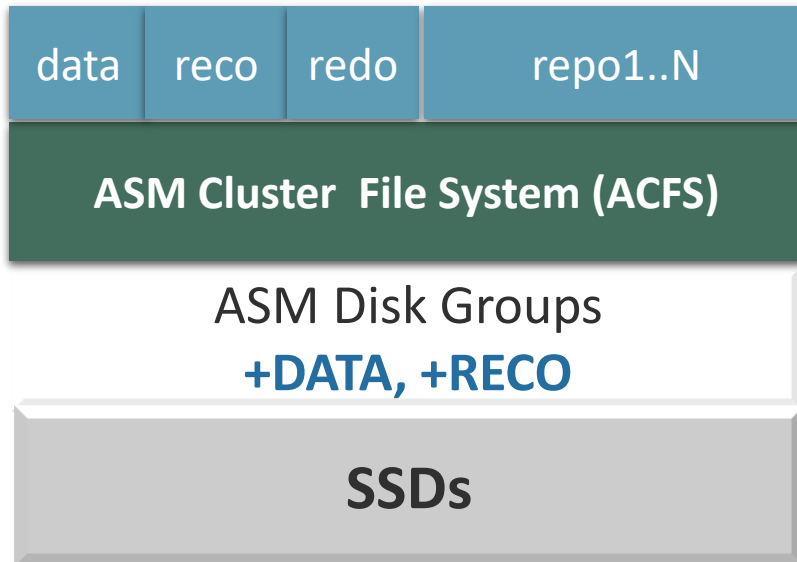 data reco redo repo1..N
ASM Cluster File System (ACFS)
ASM Disk Groups
+DATA, +RECO
SSDs